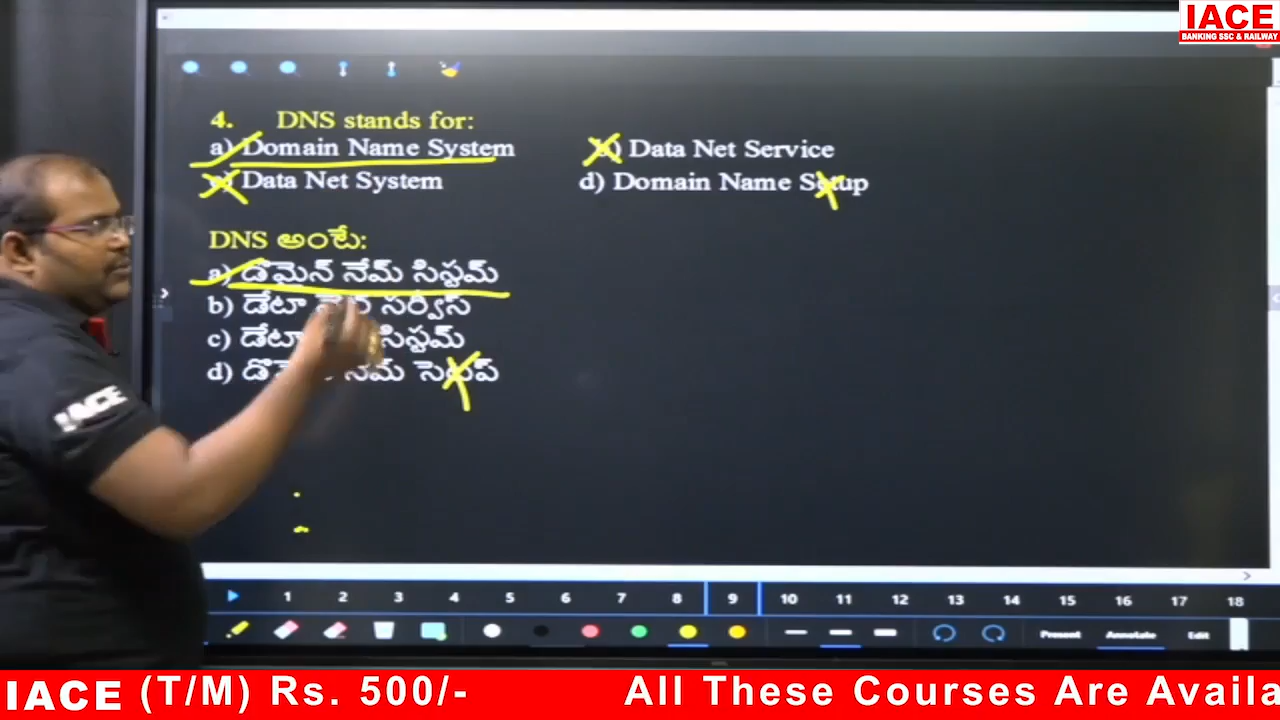 IACE
BANKING SSC & RAILWAY
4. DNS stands for:
a) Domain Name System b) Data Net Service
c) Data Net System d) Domain Name Setup
DNS అంటే:
a) డొమైన్ నేమ్ సిస్టమ్
b) డేటా సర్వీస్
c) డేటా సిస్టమ్
d) నేమ్ సెటప్
IACE
1 2 3 4 5 6 7 8 9 10 11 12 13 14 15 16 17 18
Present Annotate Edit
IACE (T/M) Rs. 500/- All These Courses Are Availa